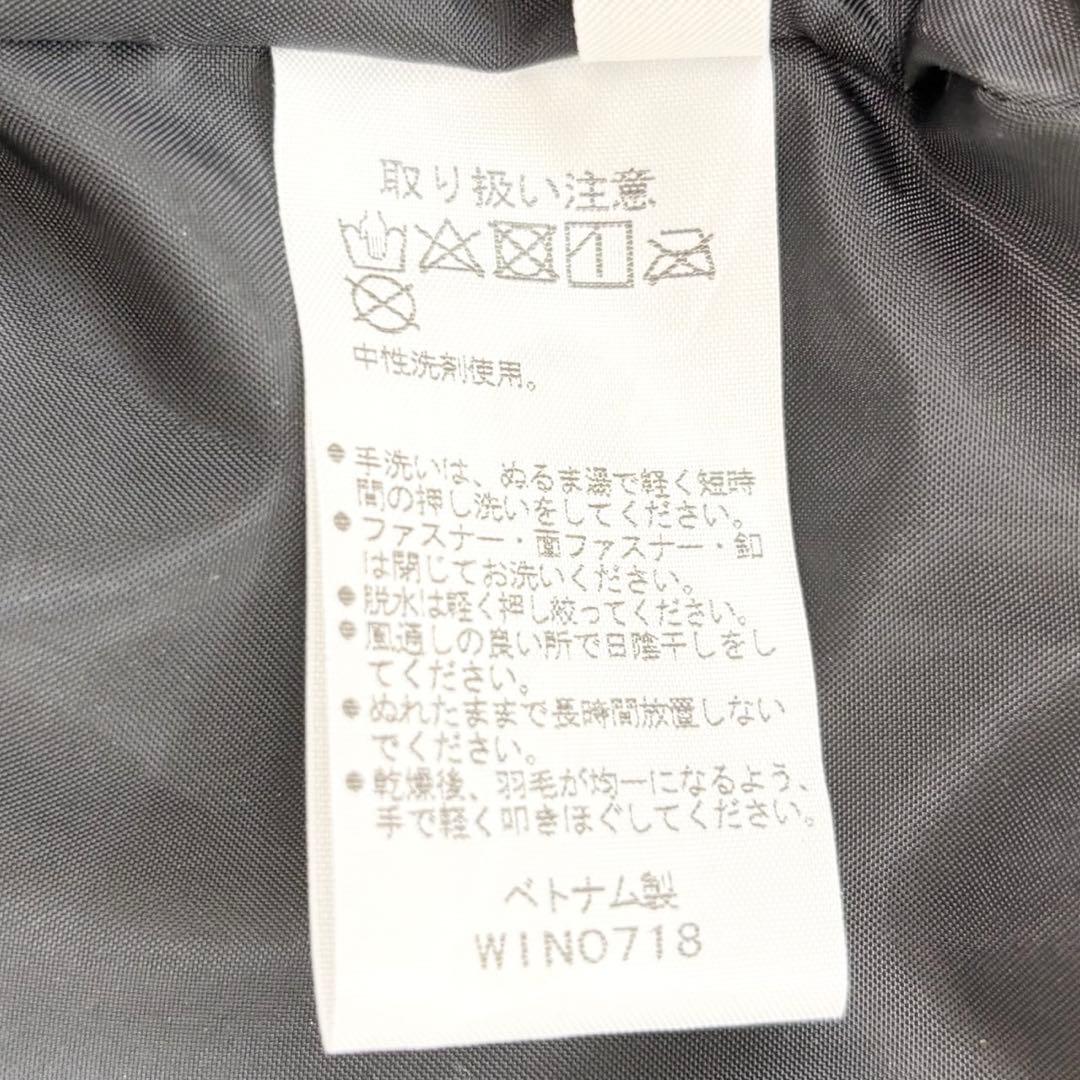 取り扱い注意
中性洗剤使用。
● 手洗いは、ぬるま湯で軽く短時
間の押し洗いをしてください。
● ファスナー・面ファスナー・釦
は閉じてお洗いください。
● 脱水は軽く押し絞ってください。
● 風通しの良い所で日陰干しをし
てください。
● ぬれたままで長時間放置しない
でください。
● 乾燥後、羽毛が均一になるよう、
手で軽く叩きほぐしてください。
ベトナム製
WINO718